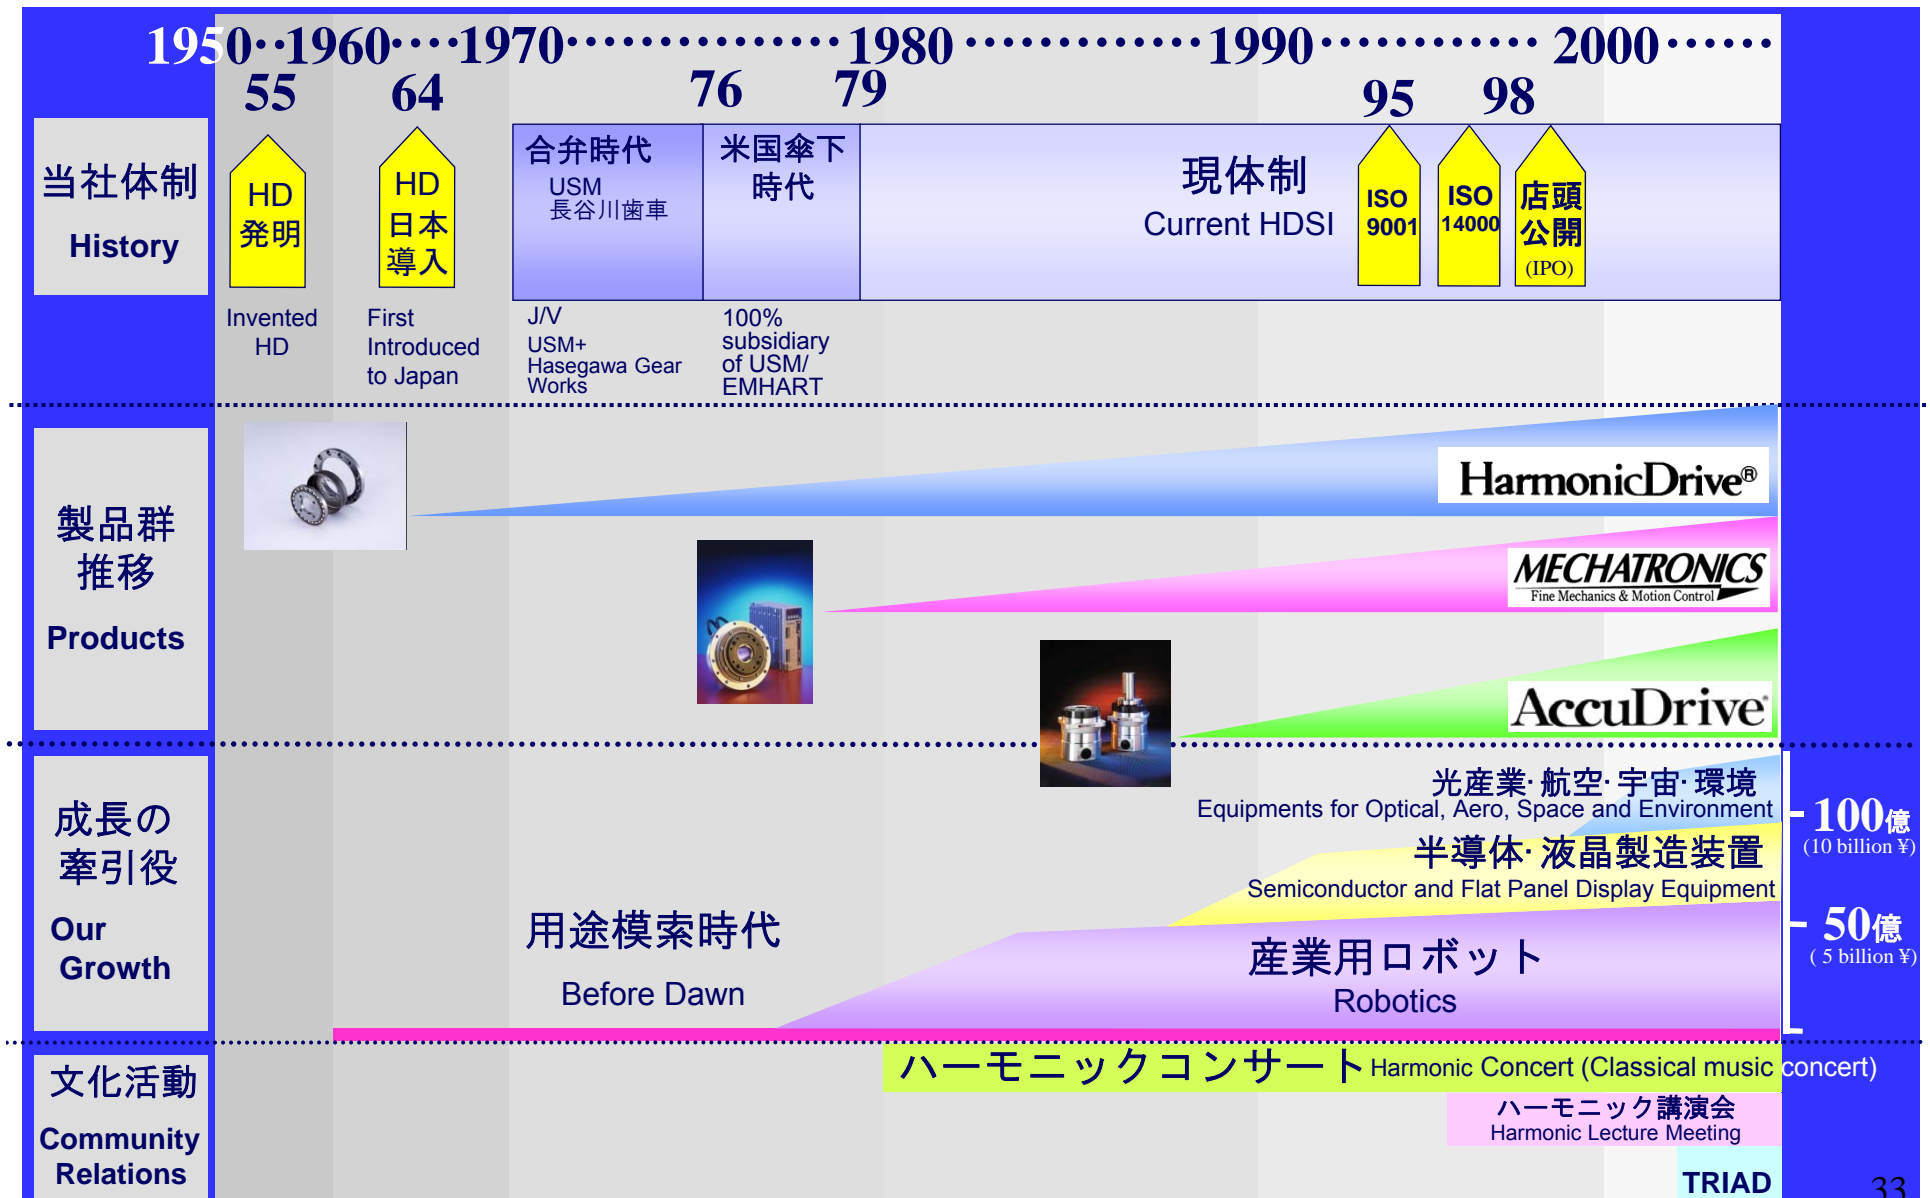 1950··1960····1970··············1980············1990···········2000······
55
64
76
79
95
98
当社体制
History
HD
発明
HD
日本
導入
合弁時代
USM
長谷川歯車
米国傘下
時代
現体制
Current HDSI
ISO
9001
ISO
14000
店頭
公開
(IPO)
Invented
HD
First
Introduced
to Japan
J/V
USM+
Hasegawa Gear
Works
100%
subsidiary
of USM/
EMHART
製品群
推移
Products
HarmonicDrive®
MECHATRONICS
Fine Mechanics & Motion Control
AccuDrive
成長の
牽引役
Our
Growth
光産業･航空･宇宙･環境
Equipments for Optical, Aero, Space and Environment
半導体･液晶製造装置
Semiconductor and Flat Panel Display Equipment
用途模索時代
Before Dawn
産業用ロボット
Robotics
100億
(10 billion ¥)
50億
( 5 billion ¥)
文化活動
Community
Relations
ハーモニックコンサート Harmonic Concert (Classical music concert)
ハーモニック講演会
Harmonic Lecture Meeting
TRIAD
33